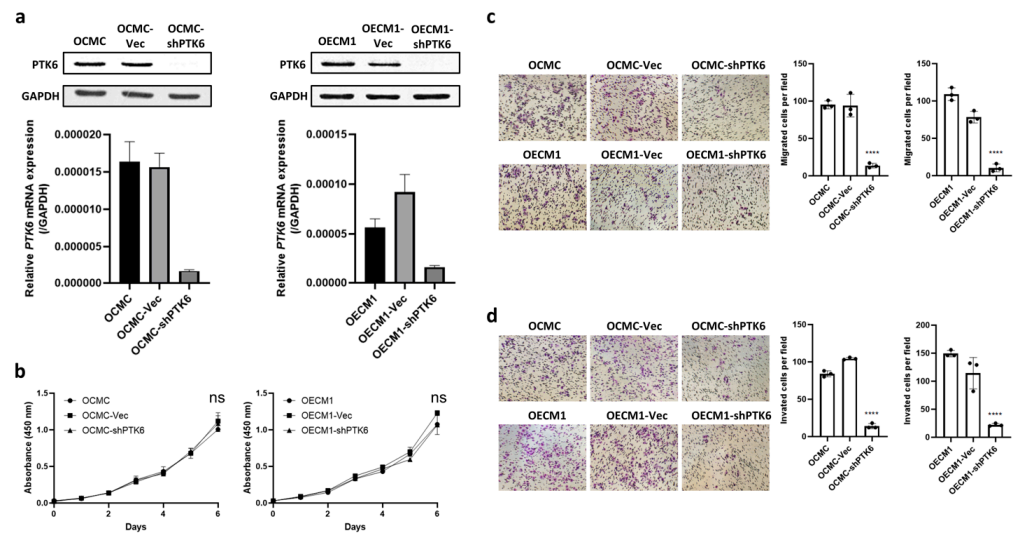 a
OCMC
OCMC-
Vec
OCMC-
shPTK6
PTK6
GAPDH
Relative PTK6 mRNA expression
(/GAPDH)
0.000020
0.000015
0.000010
0.000005
0.000000
OCMC
OCMC-Vec
OCMC-shPTK6
OECM1
OECM1-
Vec
OECM1-
shPTK6
PTK6
GAPDH
Relative PTK6 mRNA expression
(/GAPDH)
0.00015
0.00010
0.00005
0.00000
OECM1
OECM1-Vec
OECM1-shPTK6
b
Absorbance (450 nm)
1.5
1.0
0.5
0.0
0
2
4
6
Days
OCMC
OCMC-Vec
OCMC-shPTK6
ns
Absorbance (450 nm)
1.5
1.0
0.5
0.0
0
2
4
6
Days
OECM1
OECM1-Vec
OECM1-shPTK6
ns
c
OCMC
OCMC-Vec
OCMC-shPTK6
OECM1
OECM1-Vec
OECM1-shPTK6
Migrated cells per field
150
100
50
0
****
OCMC
OCMC-Vec
OCMC-shPTK6
Migrated cells per field
150
100
50
0
****
OECM1
OECM1-Vec
OECM1-shPTK6
d
OCMC
OCMC-Vec
OCMC-shPTK6
OECM1
OECM1-Vec
OECM1-shPTK6
Invated cells per field
150
100
50
0
****
OCMC
OCMC-Vec
OCMC-shPTK6
Invated cells per field
200
150
100
50
0
****
OECM1
OECM1-Vec
OECM1-shPTK6